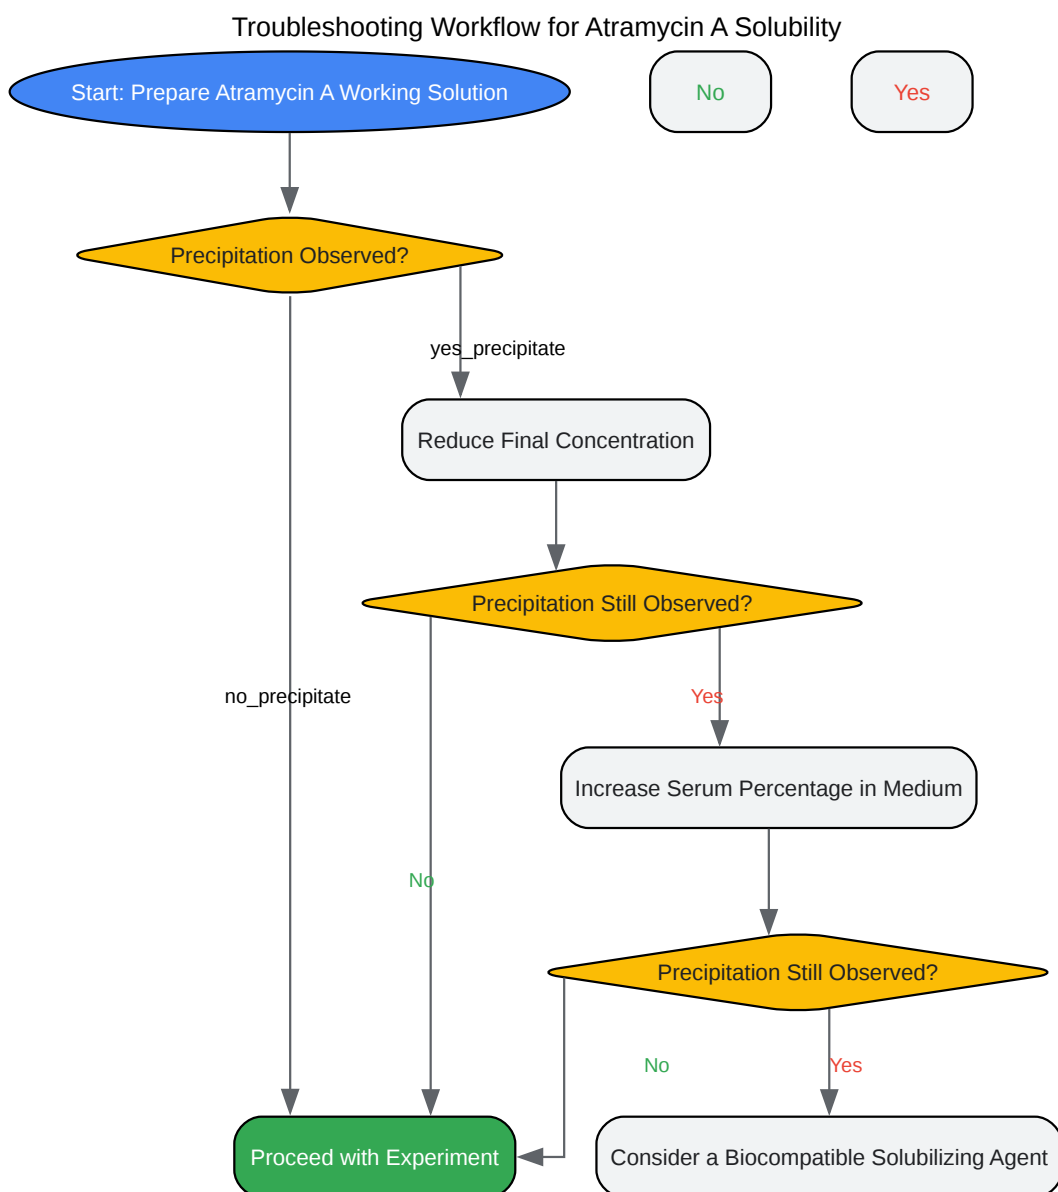 Troubleshooting Workflow for Atramycin A Solubility
Start: Prepare Atramycin A Working Solution
No
Yes
Precipitation Observed?
yes_precipitate
Reduce Final Concentration
Precipitation Still Observed?
no_precipitate
Yes
Increase Serum Percentage in Medium
No
Precipitation Still Observed?
No
Yes
Proceed with Experiment
Consider a Biocompatible Solubilizing Agent